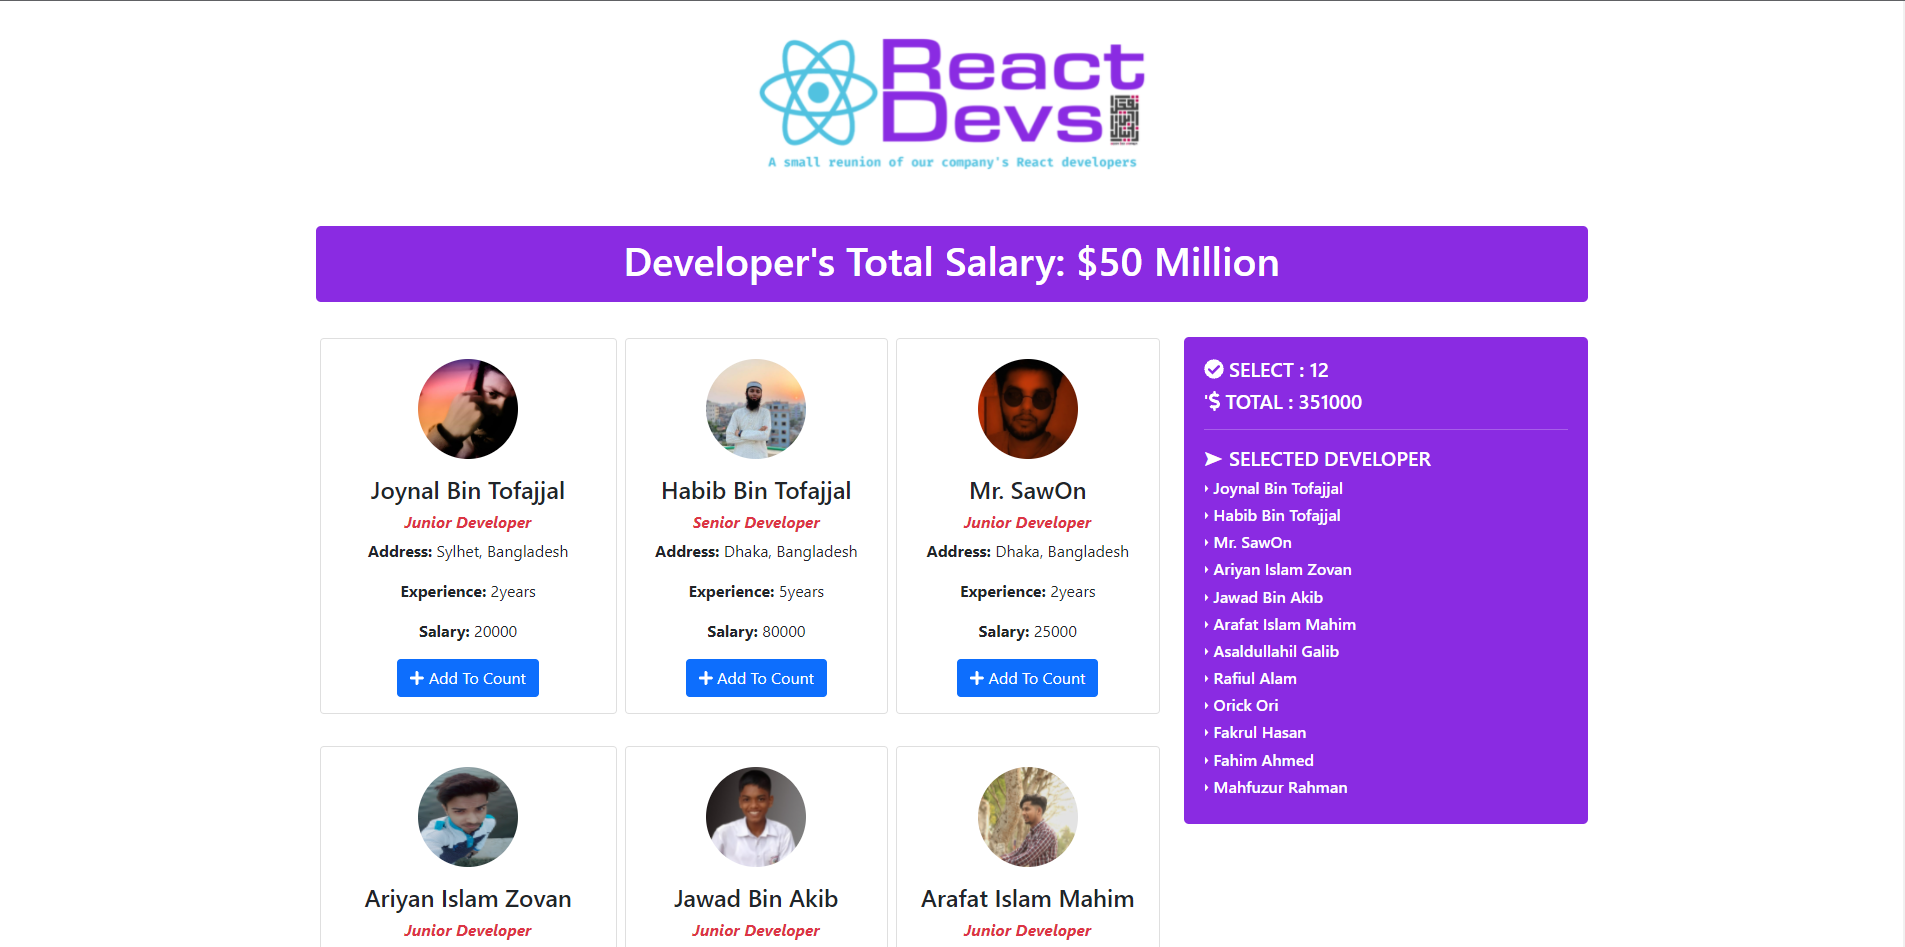 React
Devs
A small reunion of our company's React developers
Developer's Total Salary: $50 Million
Joynal Bin Tofajjal
Junior Developer
Address: Sylhet, Bangladesh
Experience: 2years
Salary: 20000
Add To Count
Habib Bin Tofajjal
Senior Developer
Address: Dhaka, Bangladesh
Experience: 5years
Salary: 80000
Add To Count
Mr. SawOn
Junior Developer
Address: Dhaka, Bangladesh
Experience: 2years
Salary: 25000
Add To Count
Ariyan Islam Zovan
Junior Developer
Jawad Bin Akib
Junior Developer
Arafat Islam Mahim
Junior Developer
SELECT : 12
'$ TOTAL : 351000
SELECTED DEVELOPER
Joynal Bin Tofajjal
Habib Bin Tofajjal
Mr. SawOn
Ariyan Islam Zovan
Jawad Bin Akib
Arafat Islam Mahim
Asaldullahil Galib
Rafiul Alam
Orick Ori
Fakrul Hasan
Fahim Ahmed
Mahfuzur Rahman